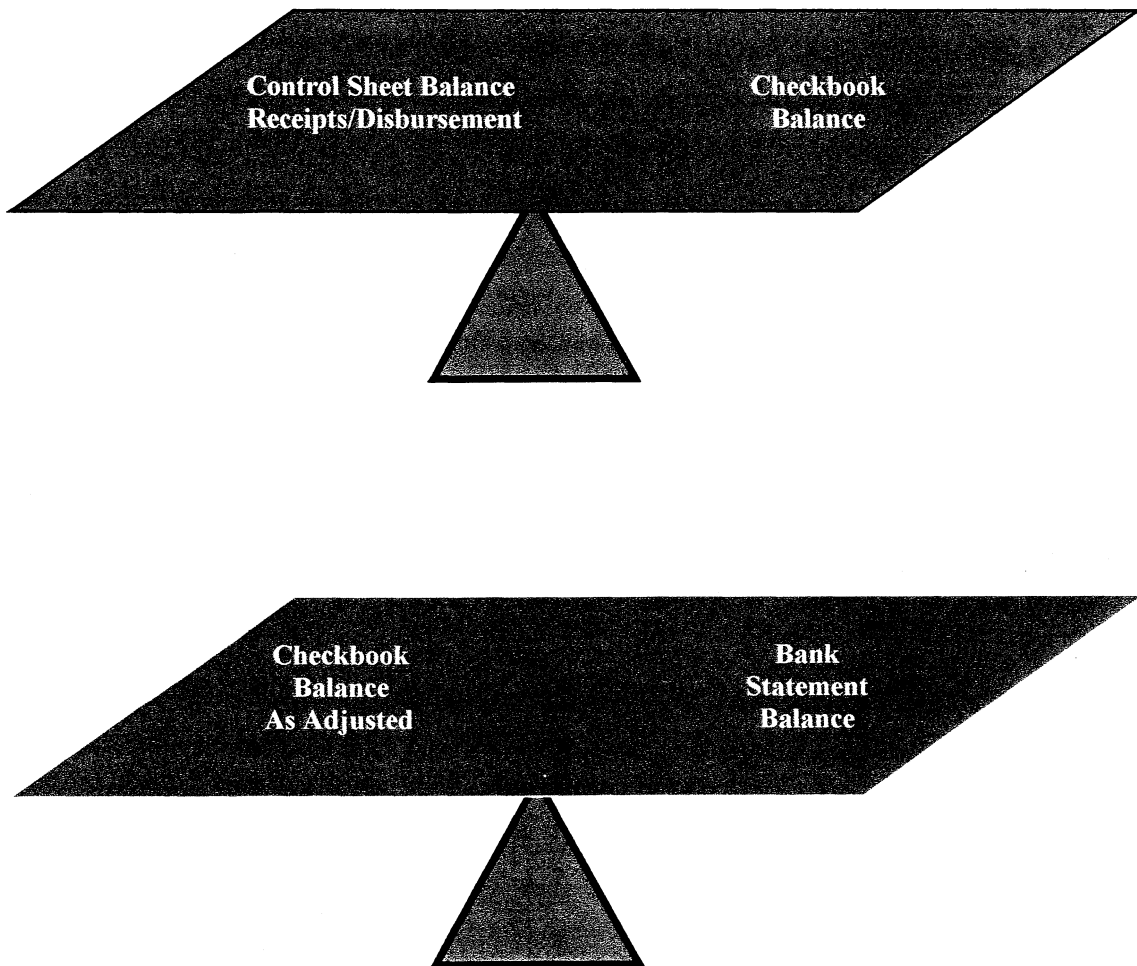 Control Sheet Balance
Receipts/Disbursement
Checkbook
Balance
Checkbook
Balance
As Adjusted
Bank
Statement
Balance